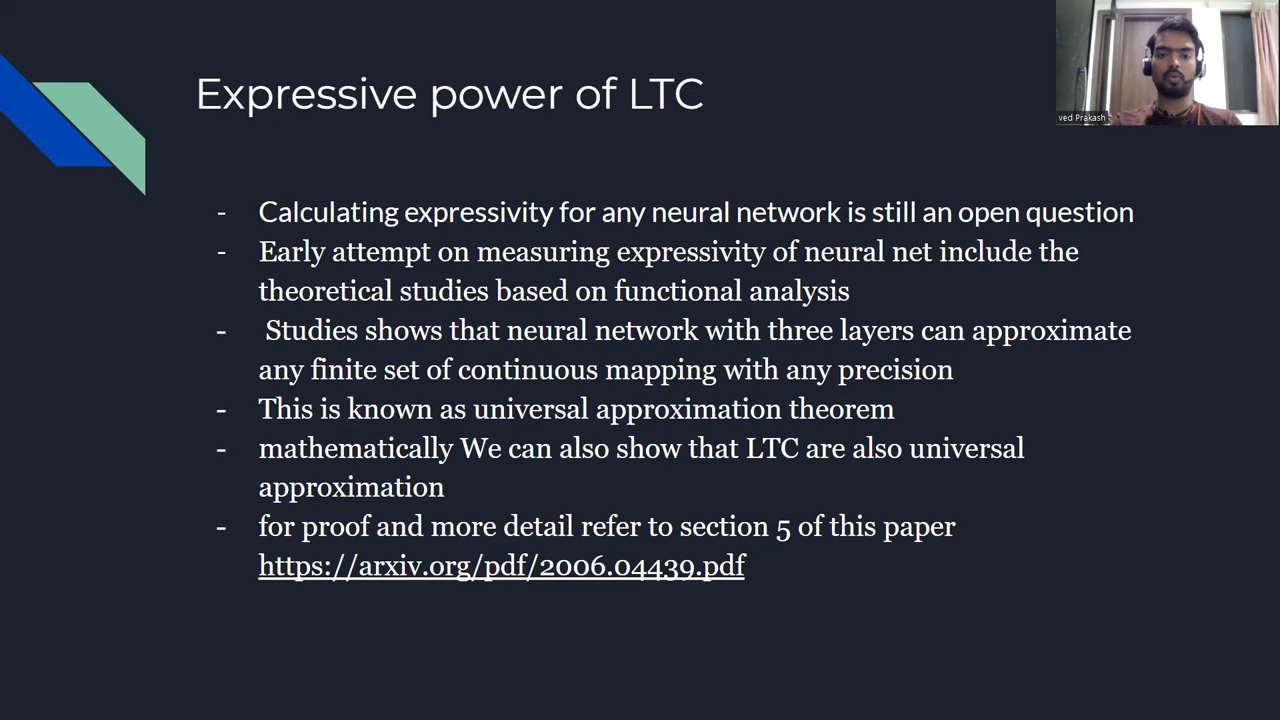 Expressive power of LTC
ved Prakash
- Calculating expressivity for any neural network is still an open question
- Early attempt on measuring expressivity of neural net include the
theoretical studies based on functional analysis
- Studies shows that neural network with three layers can approximate
any finite set of continuous mapping with any precision
- This is known as universal approximation theorem
- mathematically We can also show that LTC are also universal
approximation
- for proof and more detail refer to section 5 of this paper
https://arxiv.org/pdf/2006.04439.pdf